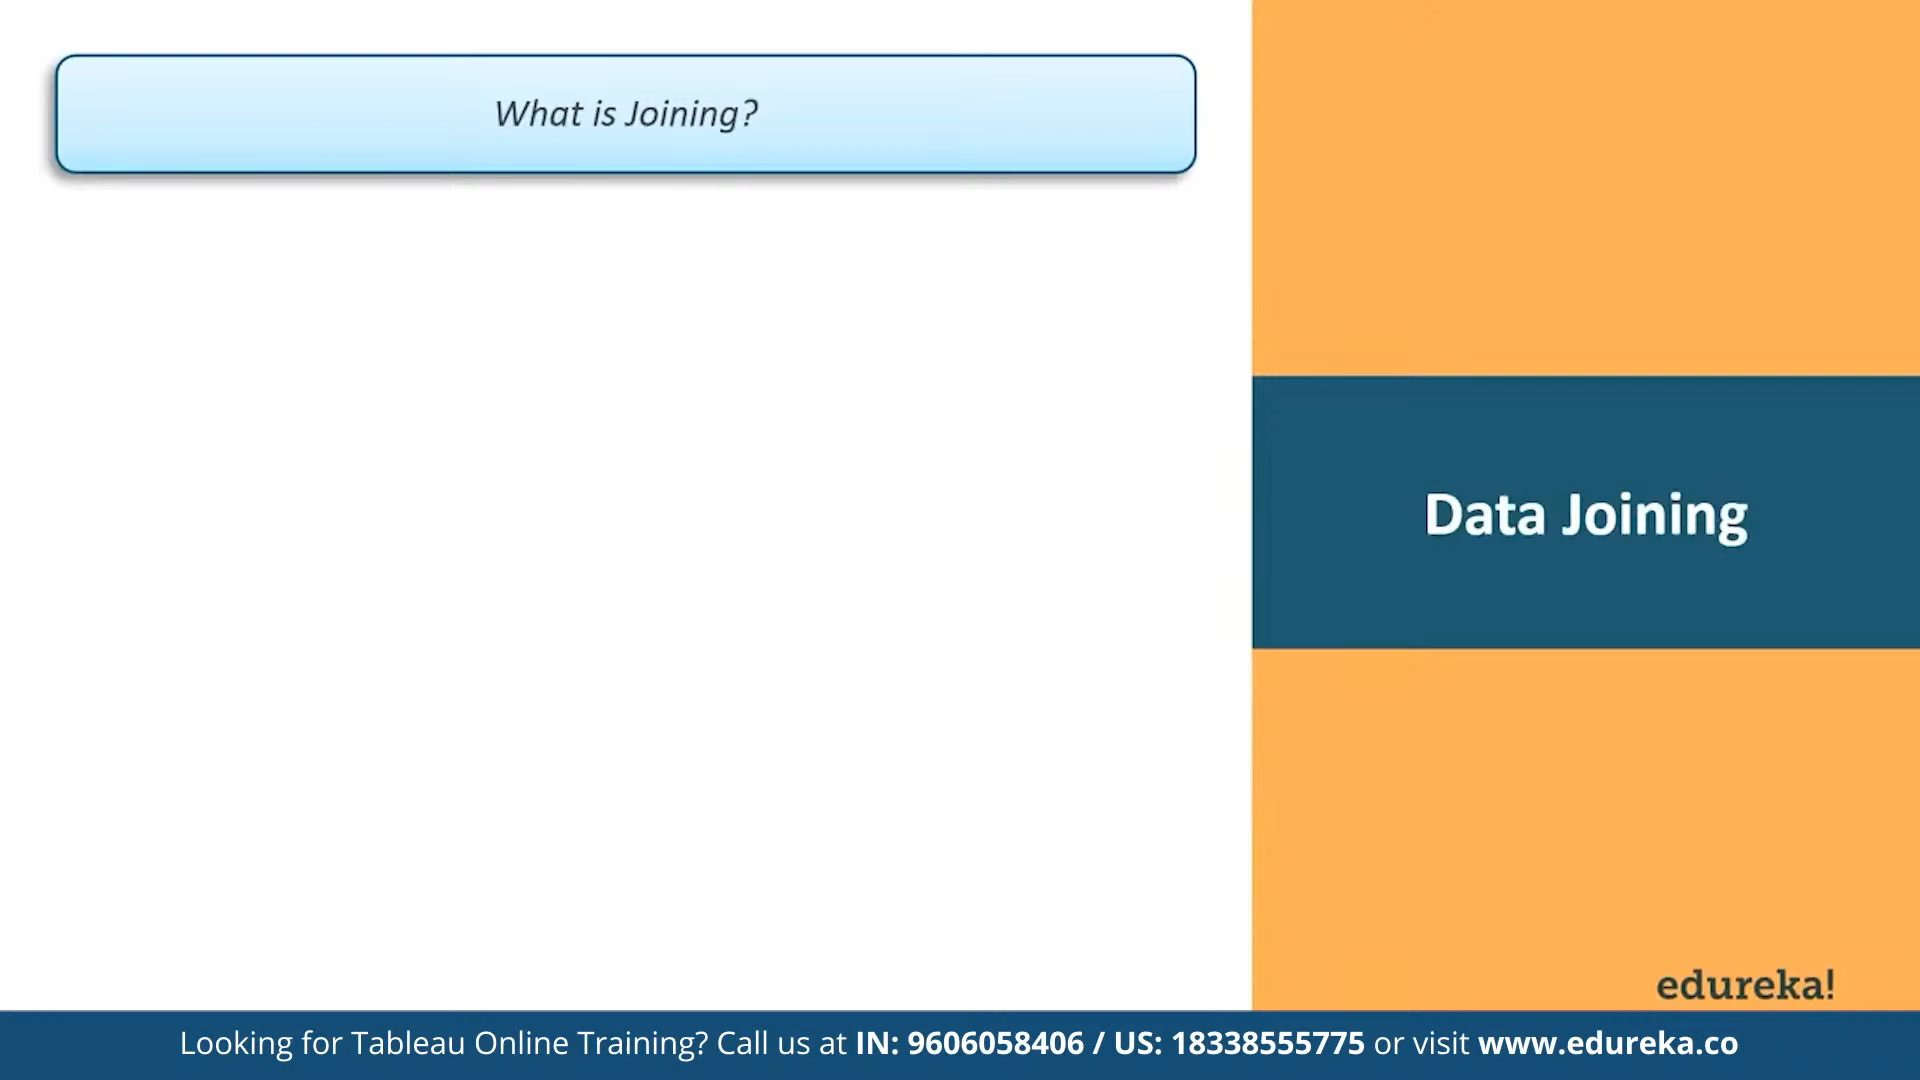 What is Joining?
Data Joining
edureka!
Looking for Tableau Online Training? Call us at IN: 9606058406 / US: 18338555775 or visit www.edureka.co